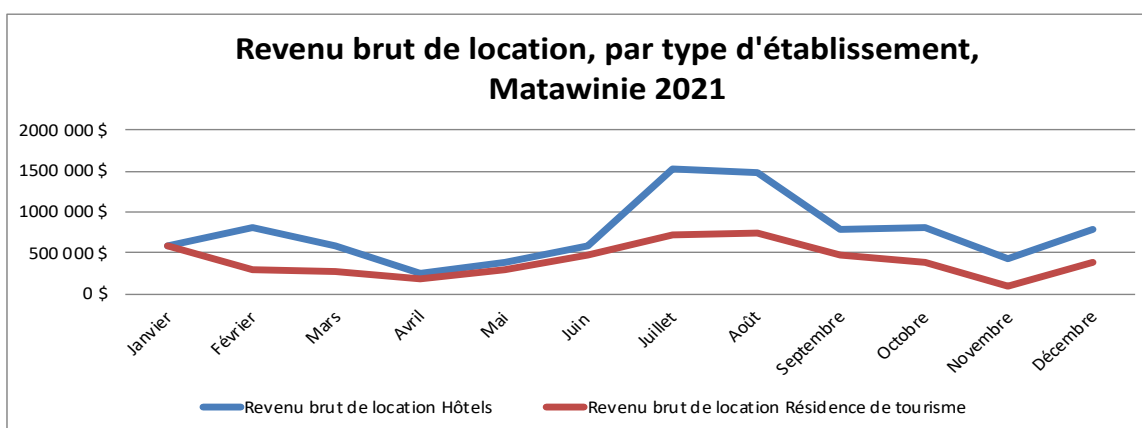 Revenu brut de location, par type d'établissement,
Matawinie 2021
2000 000 $
1500 000 $
1000 000 $
500 000 $
0 $
Janvier
Février
Mars
Avril
Mai
Juin
Juillet
Août
Septembre
Octobre
Novembre
Décembre
Revenu brut de location Hôtels
Revenu brut de location Résidence de tourisme